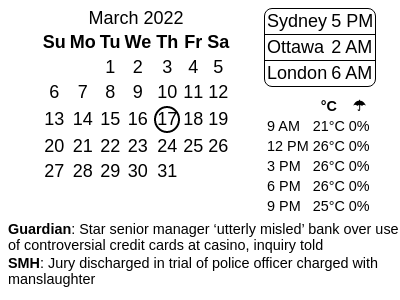 March 2022
Su Mo Tu We Th Fr Sa
1 2 3 4 5
6 7 8 9 10 11 12
13 14 15 16 17 18 19
20 21 22 23 24 25 26
27 28 29 30 31
Sydney 5 PM
Ottawa 2 AM
London 6 AM
°C ☂
9 AM 21°C 0%
12 PM 26°C 0%
3 PM 26°C 0%
6 PM 26°C 0%
9 PM 25°C 0%
Guardian: Star senior manager ‘utterly misled’ bank over use
of controversial credit cards at casino, inquiry told
SMH: Jury discharged in trial of police officer charged with
manslaughter